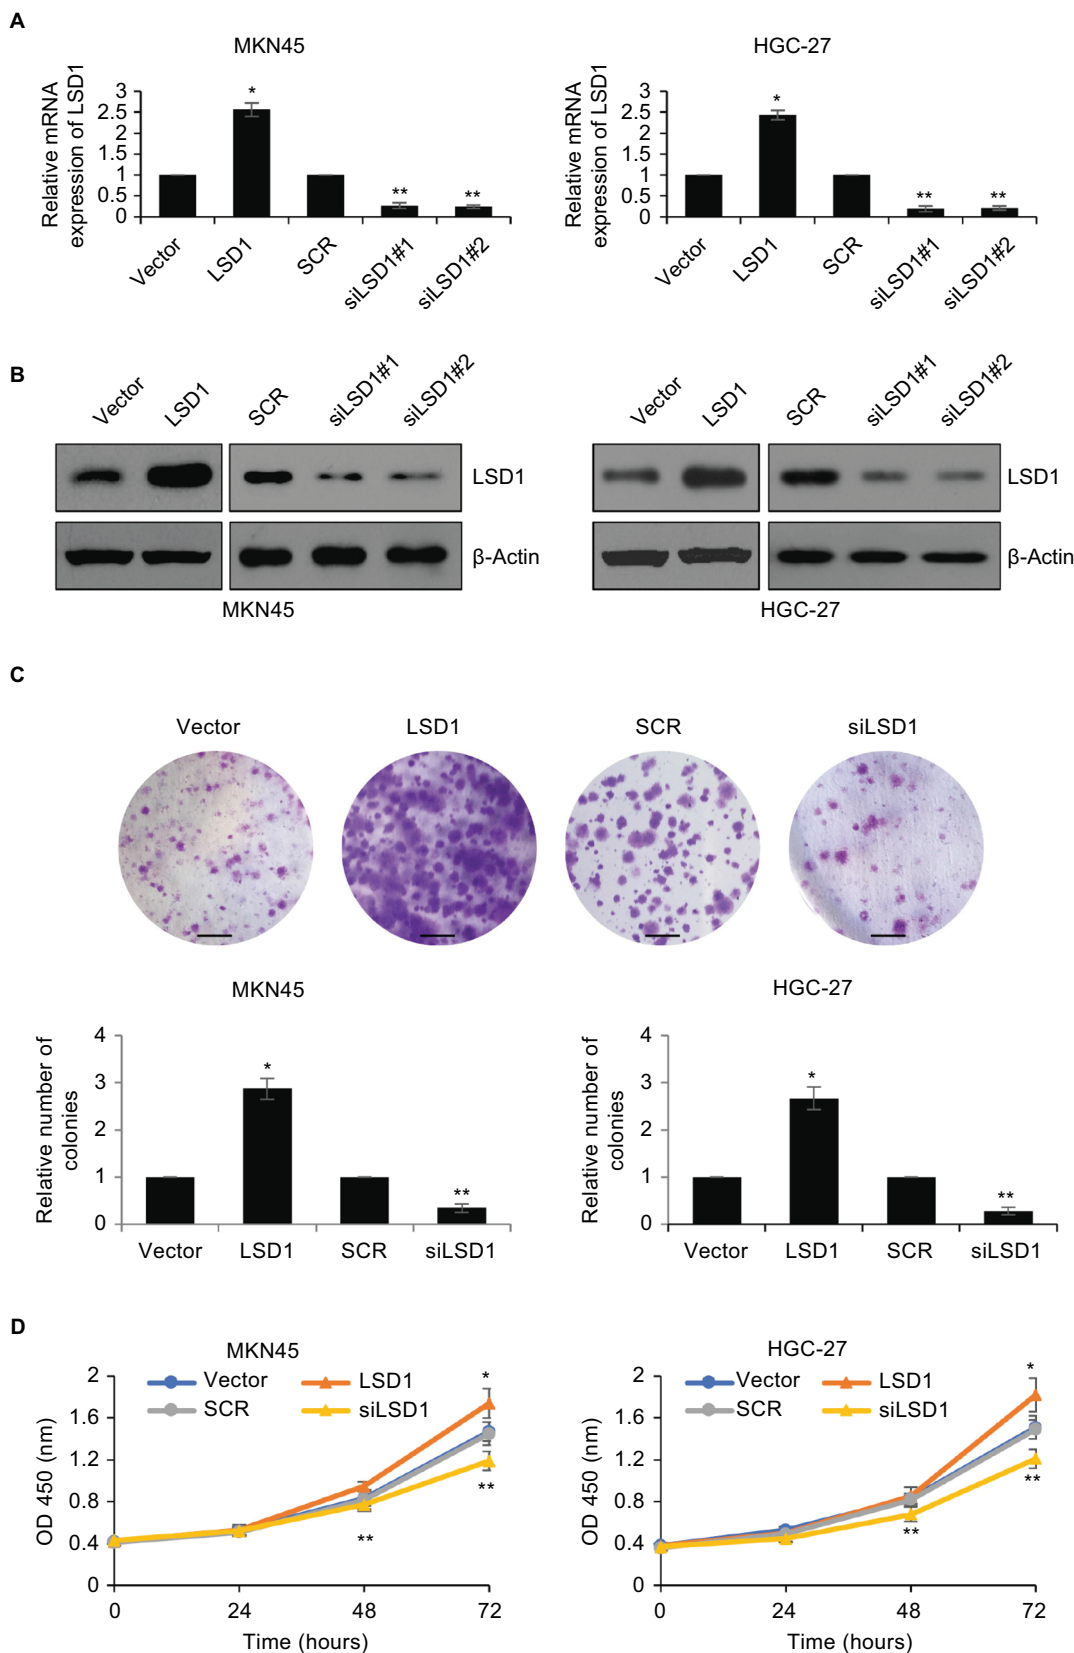 A
MKN45
HGC-27
Relative mRNA
expression of LSD1
3
2.5
2
1.5
1
0.5
0
*
**
**
Vector
LSD1
SCR
siLSD1#1
siLSD1#2
Relative mRNA
expression of LSD1
3
2.5
2
1.5
1
0.5
0
*
**
**
Vector
LSD1
SCR
siLSD1#1
siLSD1#2
B
Vector
LSD1
SCR
siLSD1#1
siLSD1#2
LSD1
β-Actin
MKN45
Vector
LSD1
SCR
siLSD1#1
siLSD1#2
LSD1
β-Actin
HGC-27
C
Vector
LSD1
SCR
siLSD1
MKN45
Relative number of
colonies
4
3
2
1
0
*
**
Vector
LSD1
SCR
siLSD1
HGC-27
Relative number of
colonies
4
3
2
1
0
*
**
Vector
LSD1
SCR
siLSD1
D
MKN45
OD 450 (nm)
2
1.6
1.2
0.8
0.4
0
Vector
LSD1
SCR
siLSD1
*
**
**
0
24
48
72
Time (hours)
HGC-27
OD 450 (nm)
2
1.6
1.2
0.8
0.4
0
Vector
LSD1
SCR
siLSD1
*
**
**
0
24
48
72
Time (hours)